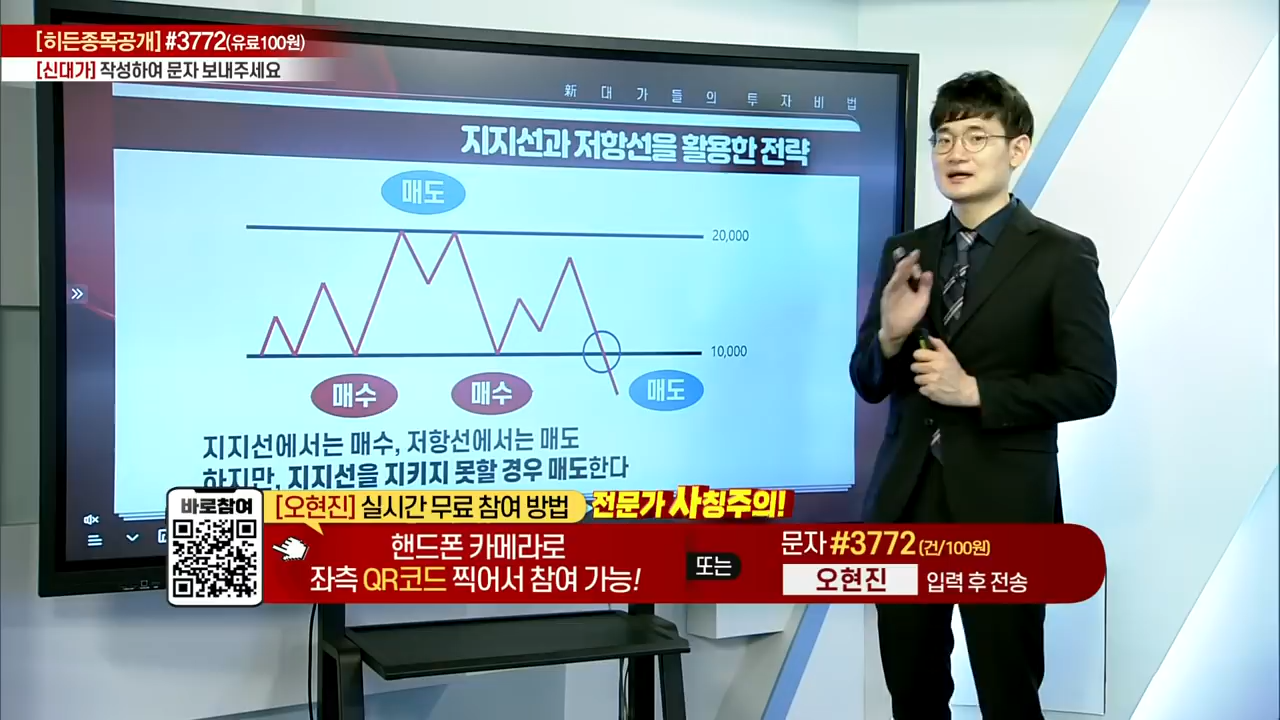 [히든종목공개] #3772(유료100원)
[신대가] 작성하여 문자 보내주세요
新 대 가 들 의 투 자 비 법
지지선과 저항선을 활용한 전략
매도
20,000
10,000
매수
매수
매도
지지선에서는 매수, 저항선에서는 매도
하지만, 지지선을 지키지 못할 경우 매도한다
바로참여
[오현진] 실시간 무료 참여 방법
전문가 사칭주의!
핸드폰 카메라로
좌측 QR코드 찍어서 참여 가능!
또는
문자 #3772 (건/100원)
오현진 입력 후 전송